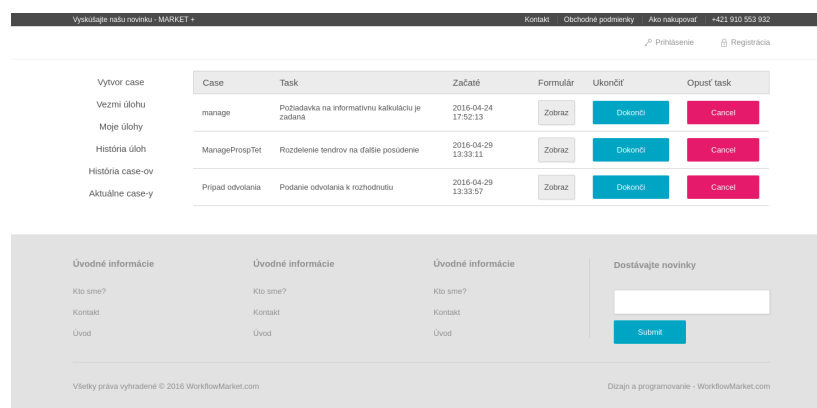 Vyskúšajte našu novinku - MARKET +
Kontakt Obchodné podmienky Ako nakupovať +421 910 553 932
Prihlásenie Registrácia
Vytvor case
Vezmi úlohu
Moje úlohy
História úloh
História case-ov
Aktuálne case-y
Case Task Začaté Formulár Ukončiť Opusť task
manage Požiadavka na informatívnu kalkuláciu je zadaná 2016-04-24 17:52:13 Zobraz Dokonči Cancel
ManageProspTet Rozdelenie tendrov na ďalšie posúdenie 2016-04-29 13:33:11 Zobraz Dokonči Cancel
Prípad odvolania Podanie odvolania k rozhodnutiu 2016-04-29 13:33:57 Zobraz Dokonči Cancel
Úvodné informácie Úvodné informácie Úvodné informácie Dostávajte novinky
Kto sme? Kto sme? Kto sme?
Kontakt Kontakt Kontakt
Úvod Úvod Úvod
Submit
Všetky práva vyhradené © 2016 WorkflowMarket.com
Dizajn a programovanie - WorkflowMarket.com